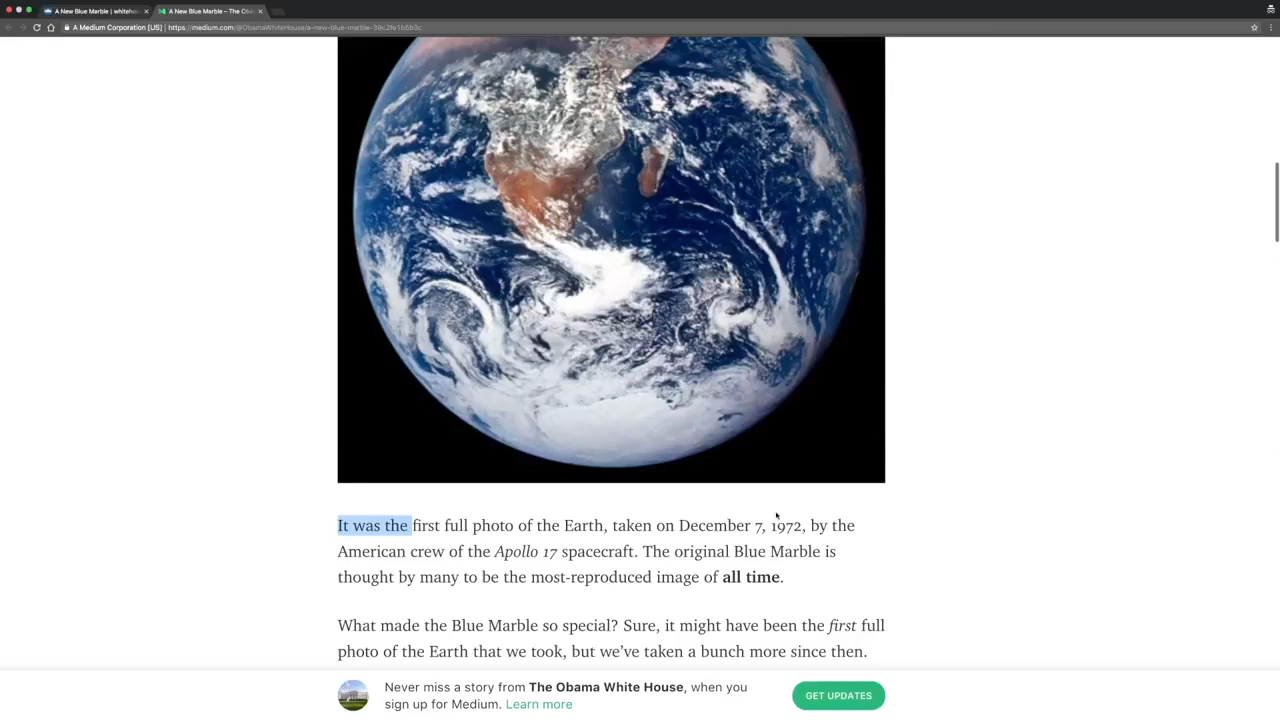 A New Blue Marble | whiteho
A New Blue Marble – The Oba
A Medium Corporation [US] | https://medium.com/@ObamaWhiteHouse/a-new-blue-marble-
It was the first full photo of the Earth, taken on December 7, 1972, by the
American crew of the Apollo 17 spacecraft. The original Blue Marble is
thought by many to be the most-reproduced image of all time.
What made the Blue Marble so special? Sure, it might have been the first full
photo of the Earth that we took, but we’ve taken a bunch more since then.
Never miss a story from The Obama White House, when you
sign up for Medium. Learn more
GET UPDATES